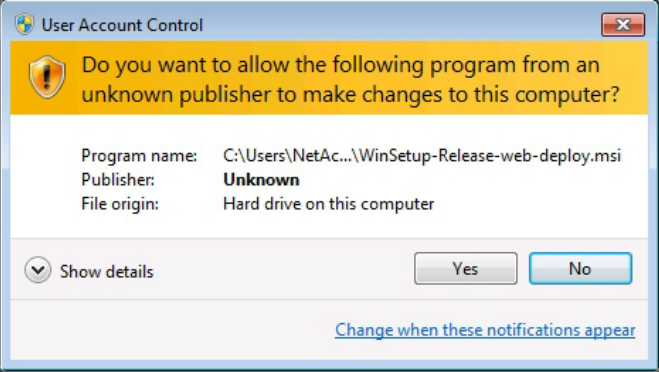 User Account Control
Do you want to allow the following program from an
unknown publisher to make changes to this computer?
Program name: C:\Users\NetAc...\WinSetup-Release-web-deploy.msi
Publisher: Unknown
File origin: Hard drive on this computer
Show details
Yes No
Change when these notifications appear